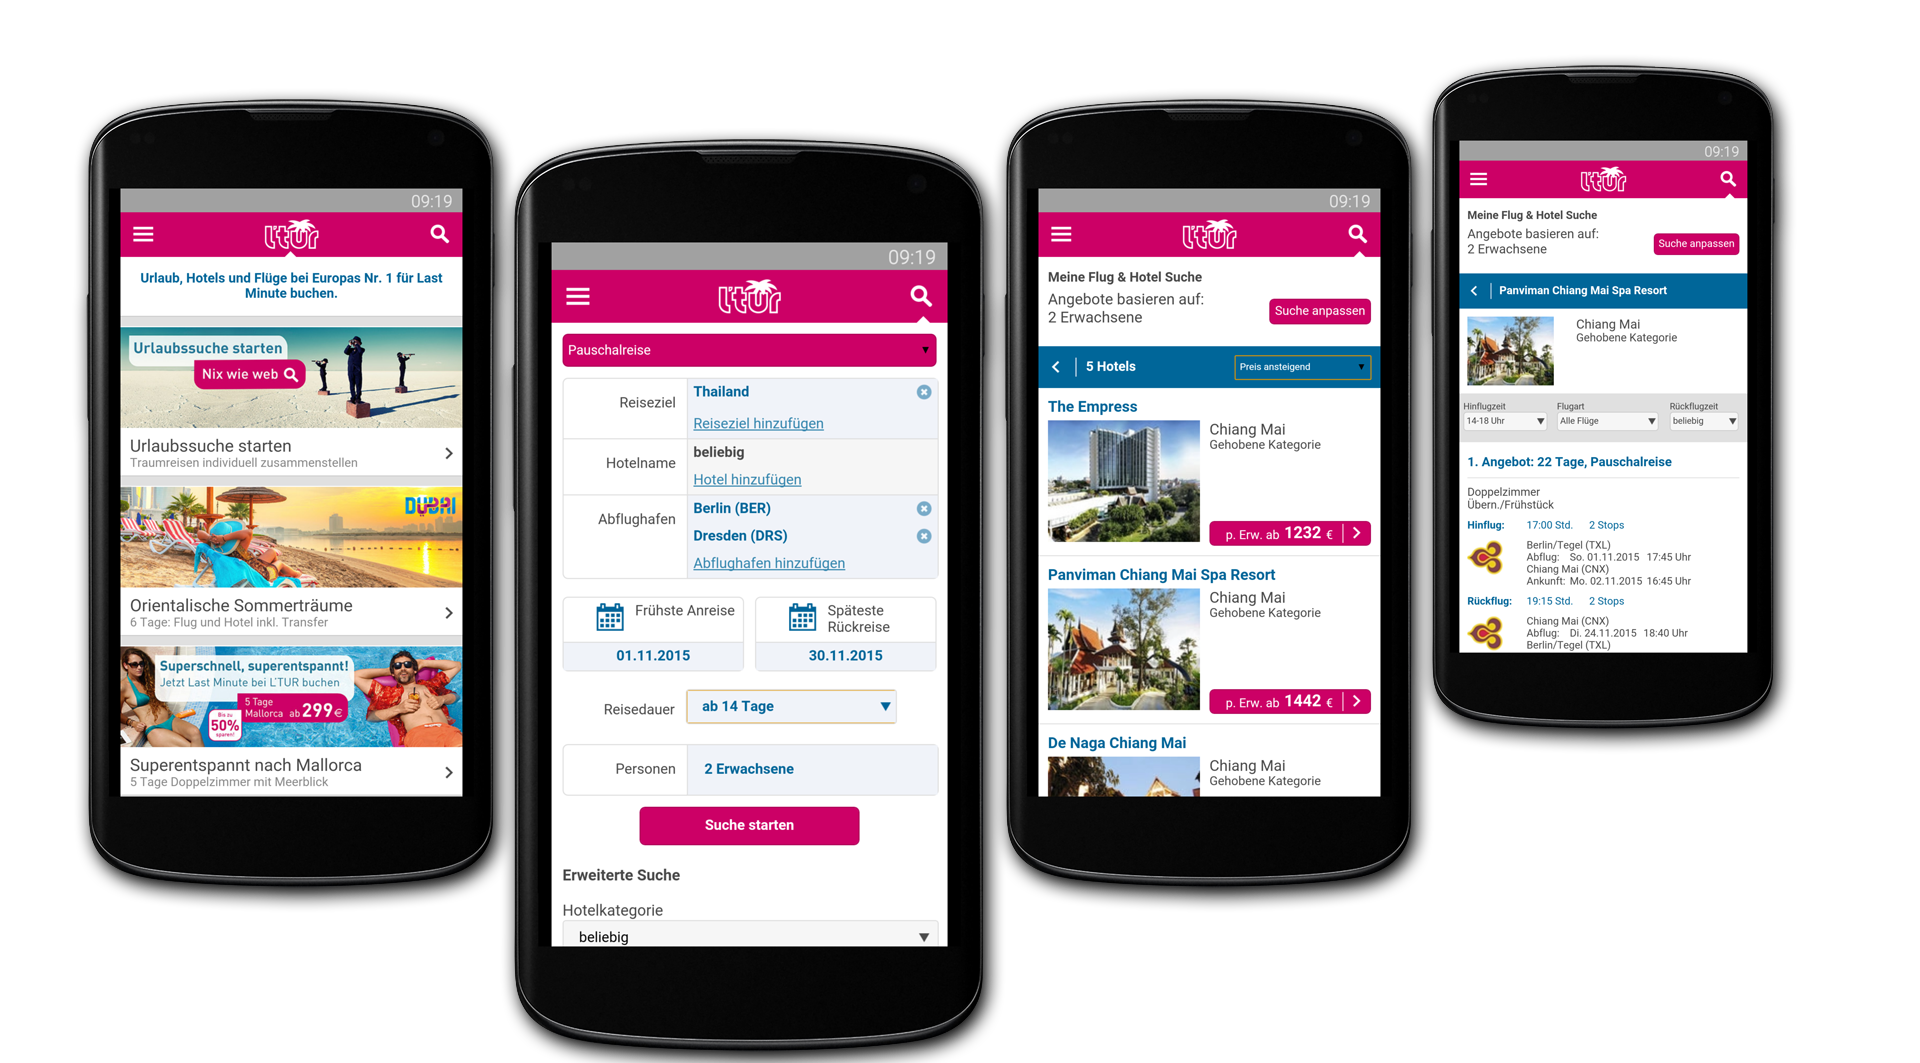 09:19
l'tur
Urlaub, Hotels und Flüge bei Europas Nr. 1 für Last
Minute buchen.
Urlaubssuche starten
Nix wie web
Urlaubssuche starten
Traumreisen individuell zusammenstellen
DUBAI
Orientalische Sommerträume
6 Tage: Flug und Hotel inkl. Transfer
Superschnell, superentspannt!
Jetzt Last Minute bei L'TUR buchen
5 Tage
Mallorca ab 299€
Bis zu
50%
sparen!
Superentspannt nach Mallorca
5 Tage Doppelzimmer mit Meerblick
09:19
l'tur
Pauschalreise
Reiseziel
Thailand
Reiseziel hinzufügen
Hotelname
beliebig
Hotel hinzufügen
Abflughafen
Berlin (BER)
Dresden (DRS)
Abflughafen hinzufügen
Frühste Anreise
01.11.2015
Späteste
Rückreise
30.11.2015
Reisedauer
ab 14 Tage
Personen
2 Erwachsene
Suche starten
Erweiterte Suche
Hotelkategorie
beliebig
09:19
l'tur
Meine Flug & Hotel Suche
Angebote basieren auf:
2 Erwachsene
Suche anpassen
5 Hotels
Preis ansteigend
The Empress
Chiang Mai
Gehobene Kategorie
p. Erw. ab 1232 €
Panviman Chiang Mai Spa Resort
Chiang Mai
Gehobene Kategorie
p. Erw. ab 1442 €
De Naga Chiang Mai
Chiang Mai
Gehobene Kategorie
09:19
l'tur
Meine Flug & Hotel Suche
Angebote basieren auf:
2 Erwachsene
Suche anpassen
Panviman Chiang Mai Spa Resort
Chiang Mai
Gehobene Kategorie
Hinflugzeit
14-18 Uhr
Flugart
Alle Flüge
Rückflugzeit
beliebig
1. Angebot: 22 Tage, Pauschalreise
Doppelzimmer
Übern./Frühstück
Hinflug: 17:00 Std. 2 Stops
Berlin/Tegel (TXL)
Abflug: So. 01.11.2015 17:45 Uhr
Chiang Mai (CNX)
Ankunft: Mo. 02.11.2015 16:45 Uhr
Rückflug: 19:15 Std. 2 Stops
Chiang Mai (CNX)
Abflug: Di. 24.11.2015 18:40 Uhr
Berlin/Tegel (TXL)